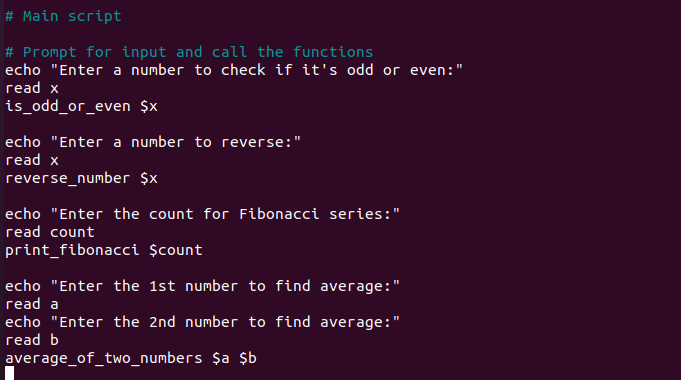 # Main script
# Prompt for input and call the functions
echo "Enter a number to check if it's odd or even:"
read x
is_odd_or_even $x
echo "Enter a number to reverse:"
read x
reverse_number $x
echo "Enter the count for Fibonacci series:"
read count
print_fibonacci $count
echo "Enter the 1st number to find average:"
read a
echo "Enter the 2nd number to find average:"
read b
average_of_two_numbers $a $b